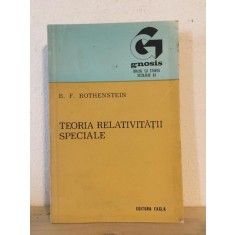 G
gnosis
B. F. ROTHENSTEIN
TEORIA RELATIVITĂȚII
SPECIALE
EDITURA FACLA